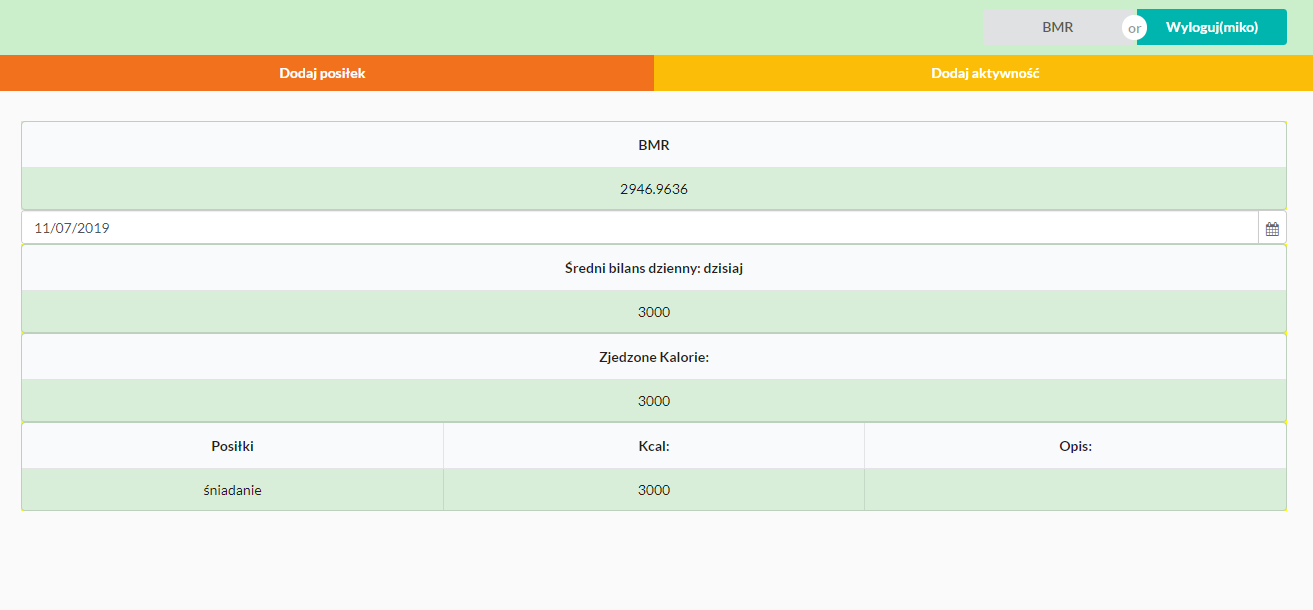 BMR or Wyloguj(miko)
Dodaj posiłek Dodaj aktywność
BMR
2946.9636
11/07/2019
Średni bilans dzienny: dzisiaj
3000
Zjedzone Kalorie:
3000
Posiłki Kcal: Opis:
śniadanie 3000